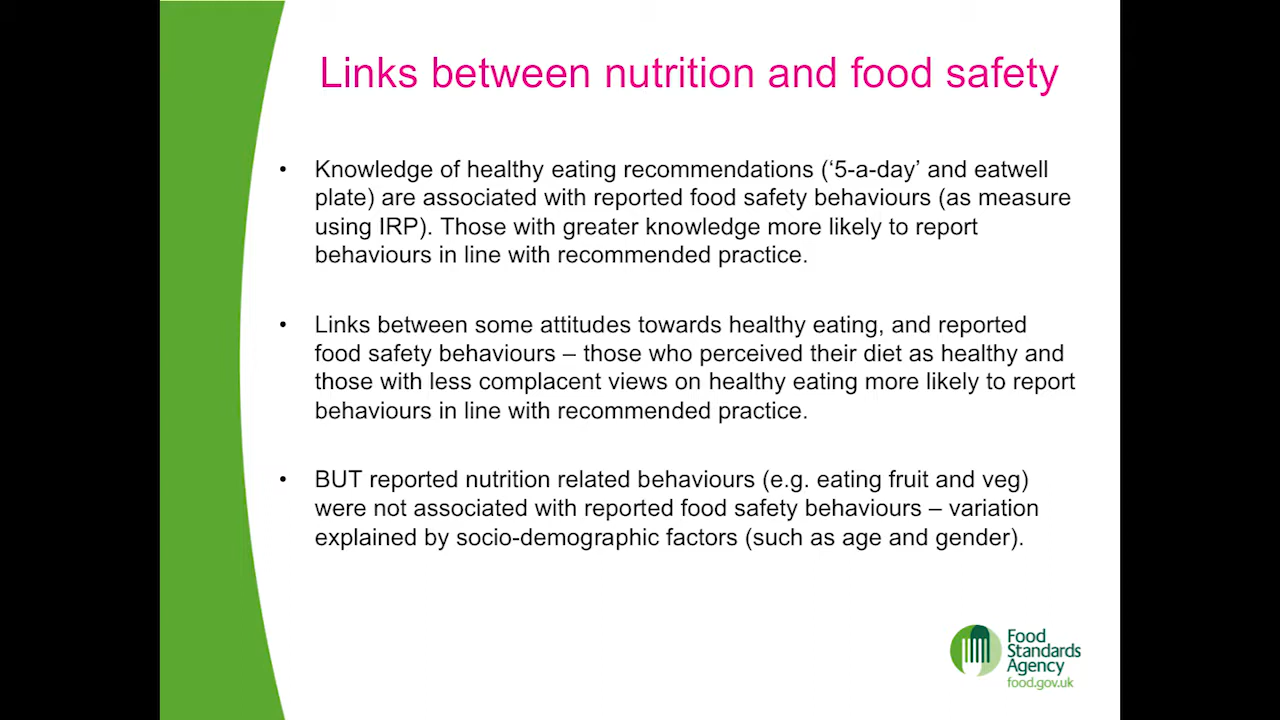 Links between nutrition and food safety
• Knowledge of healthy eating recommendations (‘5-a-day’ and eatwell
plate) are associated with reported food safety behaviours (as measure
using IRP). Those with greater knowledge more likely to report
behaviours in line with recommended practice.
• Links between some attitudes towards healthy eating, and reported
food safety behaviours – those who perceived their diet as healthy and
those with less complacent views on healthy eating more likely to report
behaviours in line with recommended practice.
• BUT reported nutrition related behaviours (e.g. eating fruit and veg)
were not associated with reported food safety behaviours – variation
explained by socio-demographic factors (such as age and gender).
Food
Standards
Agency
food.gov.uk